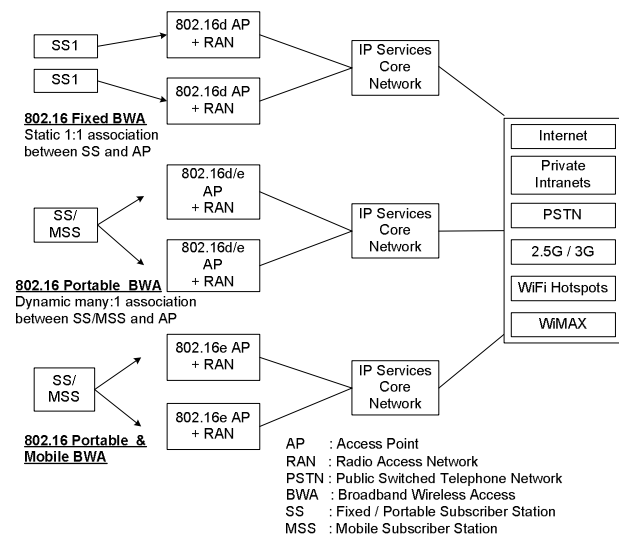 SS1
802.16d AP
+ RAN
SS1
802.16d AP
+ RAN
IP Services
Core
Network
802.16 Fixed BWA
Static 1:1 association
between SS and AP
SS/
MSS
802.16d/e
AP
+ RAN
802.16d/e
AP
+ RAN
IP Services
Core
Network
802.16 Portable BWA
Dynamic many:1 association
between SS/MSS and AP
SS/
MSS
802.16e AP
+ RAN
802.16e AP
+ RAN
IP Services
Core
Network
802.16 Portable &
Mobile BWA
Internet
Private
Intranets
PSTN
2.5G / 3G
WiFi Hotspots
WiMAX
AP : Access Point
RAN : Radio Access Network
PSTN : Public Switched Telephone Network
BWA : Broadband Wireless Access
SS : Fixed / Portable Subscriber Station
MSS : Mobile Subscriber Station